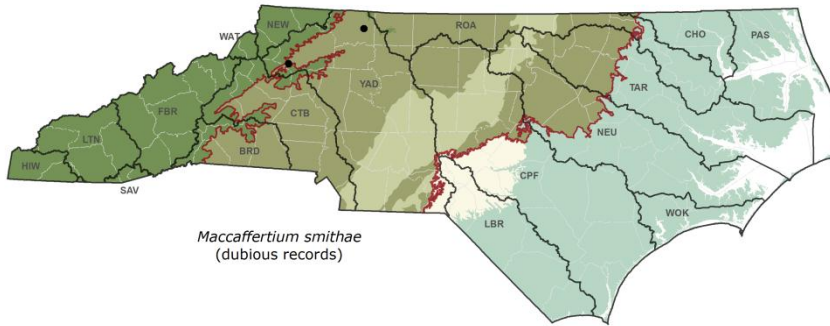 NEW
WAT
ROA
CHO
PAS
FBR
YAD
TAR
CTB
LTN
NEU
BRD
HIW
SAV
CPF
WOK
LBR
Maccaffertium smithae
(dubious records)